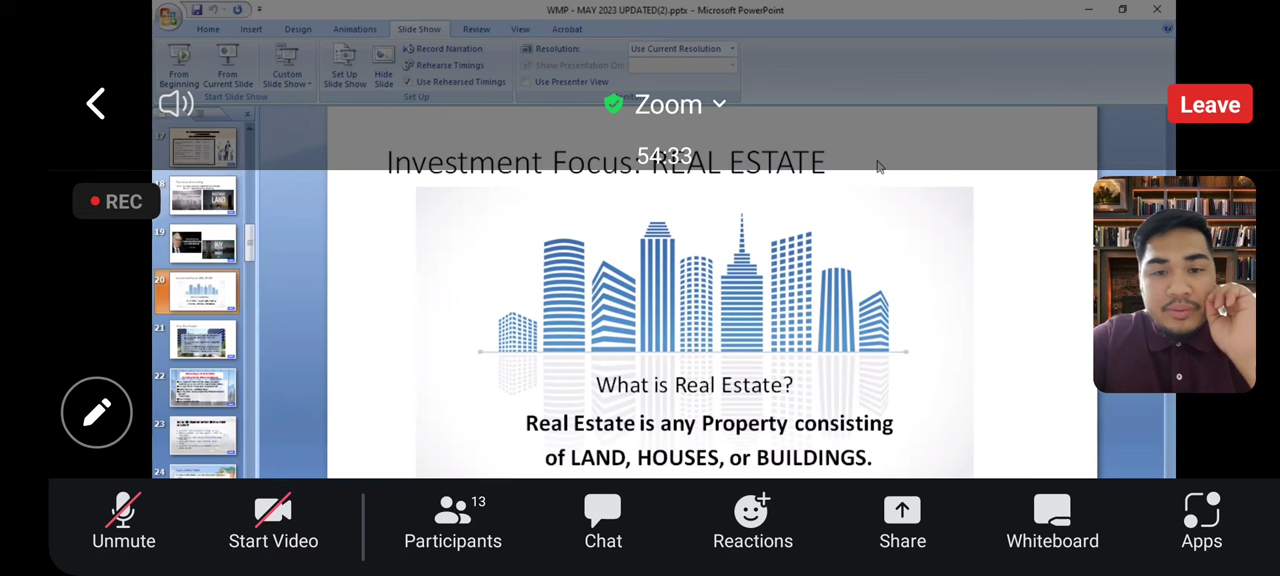 WMP - MAY 2023 UPDATED(2).pptx - Microsoft PowerPoint
Home Insert Design Animations Slide Show Review View Acrobat
From Beginning
From Current Slide
Custom Slide Show
Set Up Slide Show
Hide Slide
Record Narration
Rehearse Timings
Use Rehearsed Timings
Resolution: Use Current Resolution
Show Presentation On:
Use Presenter View
Start Slide Show
Set Up
Zoom
Leave
54:33
REC
17
18
19
20
21
22
23
24
Investment Focus: REAL ESTATE
What is Real Estate?
Real Estate is any Property consisting
of LAND, HOUSES, or BUILDINGS.
13
Unmute Start Video Participants Chat Reactions Share Whiteboard Apps